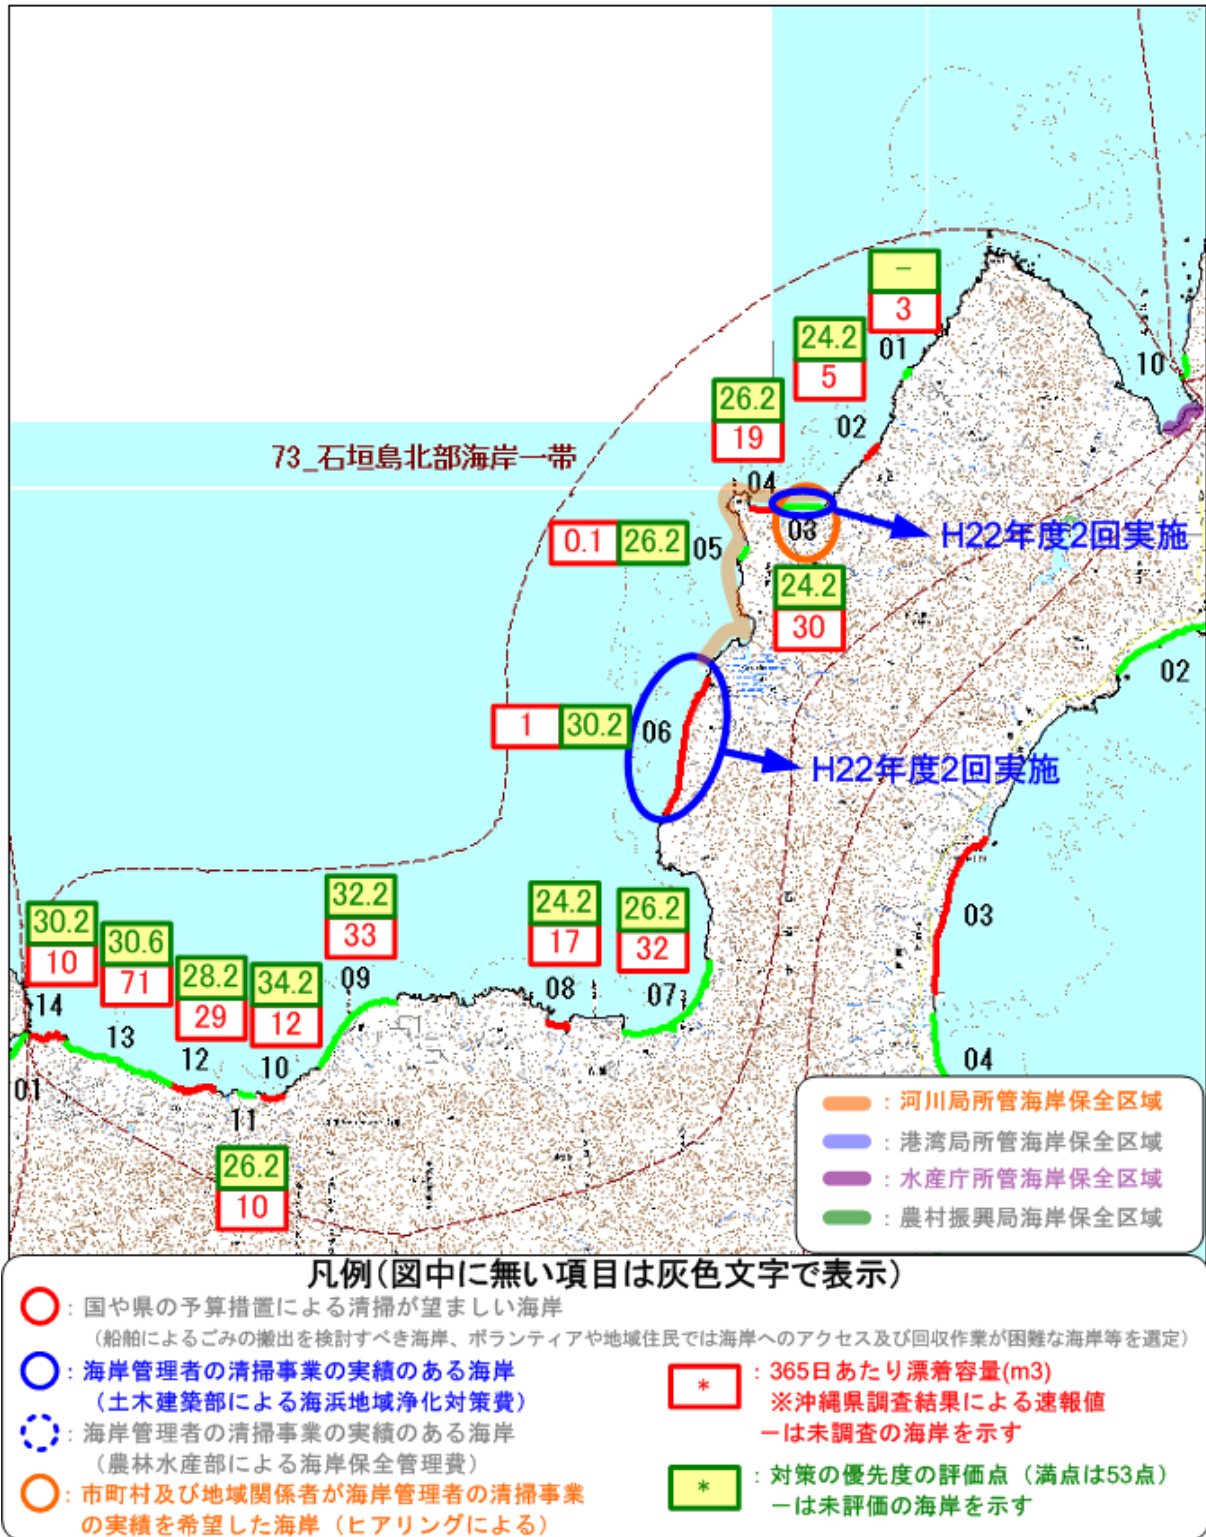 －
3
24.2
5
01
26.2
19
02
10
73_石垣島北部海岸一帯
04
03
H22年度2回実施
0.1 26.2
05
24.2
30
02
1 30.2
06
H22年度2回実施
32.2
33
24.2
17
26.2
32
30.2
10
30.6
71
28.2
29
34.2
12
03
09
08
07
14
13
12
10
11
01
04
26.2
10
：河川局所管海岸保全区域
：港湾局所管海岸保全区域
：水産庁所管海岸保全区域
：農村振興局海岸保全区域
凡例（図中に無い項目は灰色文字で表示）
：国や県の予算措置による清掃が望ましい海岸
（船舶によるごみの搬出を検討すべき海岸、ボランティアや地域住民では海岸へのアクセス及び回収作業が困難な海岸等を選定）
：海岸管理者の清掃事業の実績のある海岸
（土木建築部による海浜地域浄化対策費）
：海岸管理者の清掃事業の実績のある海岸
（農林水産部による海岸保全管理費）
：市町村及び地域関係者が海岸管理者の清掃事業
の実績を希望した海岸（ヒアリングによる）
* ：365日あたり漂着容量(m3)
※沖縄県調査結果による速報値
－は未調査の海岸を示す
* ：対策の優先度の評価点（満点は53点）
－は未評価の海岸を示す